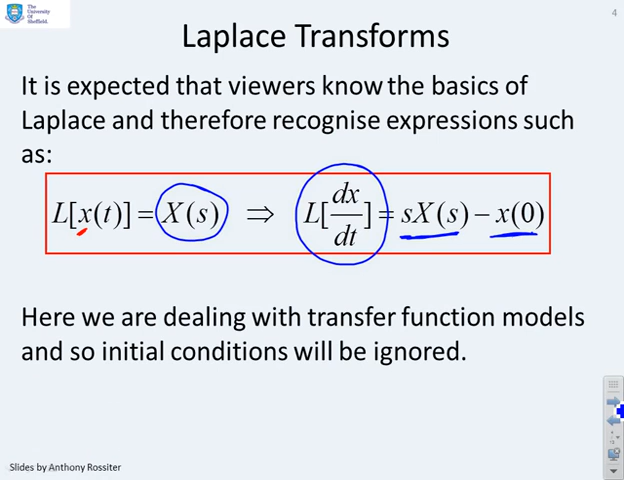 The
University
Of
Sheffield.
4
Laplace Transforms
It is expected that viewers know the basics of
Laplace and therefore recognise expressions such
as:
L[x(t)] = X(s) ⇒ L[dx/dt] = sX(s) − x(0)
Here we are dealing with transfer function models
and so initial conditions will be ignored.
Slides by Anthony Rossiter